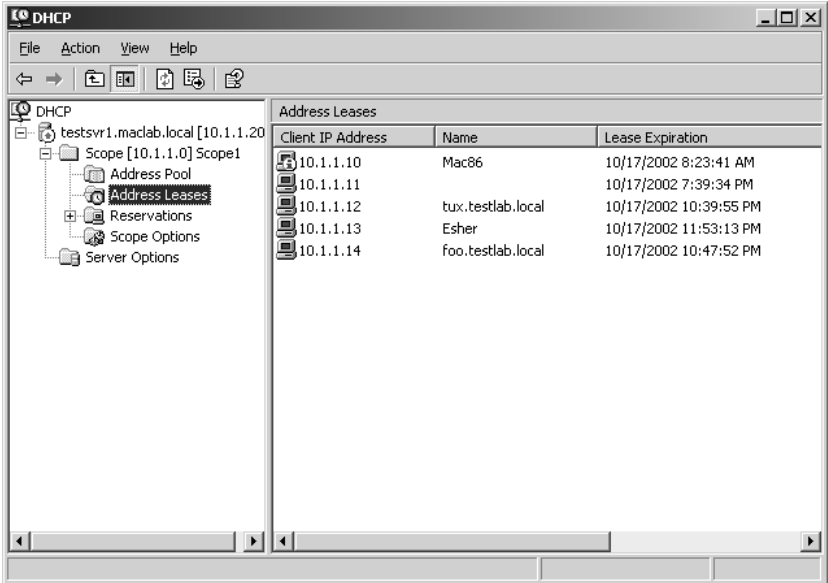 DHCP
File Action View Help
DHCP
testsvr1.maclab.local [10.1.1.20
Scope [10.1.1.0] Scope1
Address Pool
Address Leases
Reservations
Scope Options
Server Options
Address Leases
Client IP Address Name Lease Expiration
10.1.1.10 Mac86 10/17/2002 8:23:41 AM
10.1.1.11 10/17/2002 7:39:34 PM
10.1.1.12 tux.testlab.local 10/17/2002 10:39:55 PM
10.1.1.13 Esher 10/17/2002 11:53:13 PM
10.1.1.14 foo.testlab.local 10/17/2002 10:47:52 PM